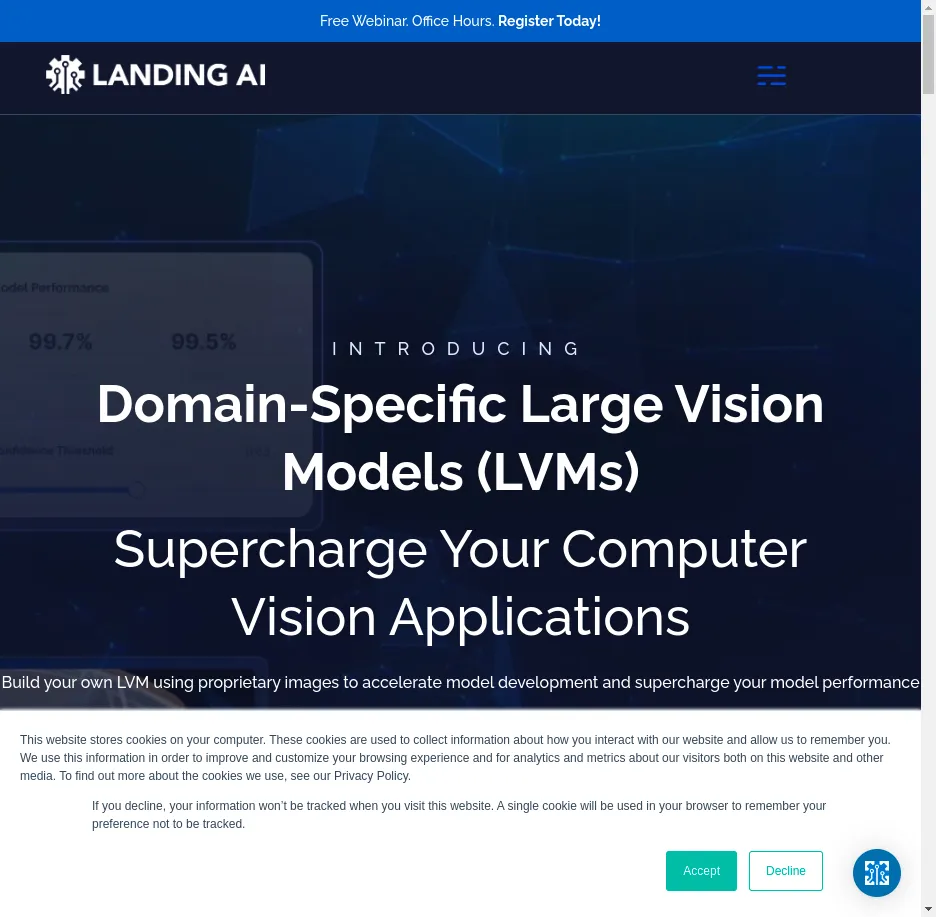 Free Webinar. Office Hours. Register Today!
LANDING AI
odel Performance
99.7% 99.5%
INTRODUCING
Domain-Specific Large Vision
Models (LVMs)
Confidence Threshold
Supercharge Your Computer
Vision Applications
Build your own LVM using proprietary images to accelerate model development and supercharge your model performance
This website stores cookies on your computer. These cookies are used to collect information about how you interact with our website and allow us to remember you.
We use this information in order to improve and customize your browsing experience and for analytics and metrics about our visitors both on this website and other
media. To find out more about the cookies we use, see our Privacy Policy.
If you decline, your information won’t be tracked when you visit this website. A single cookie will be used in your browser to remember your
preference not to be tracked.
Accept Decline